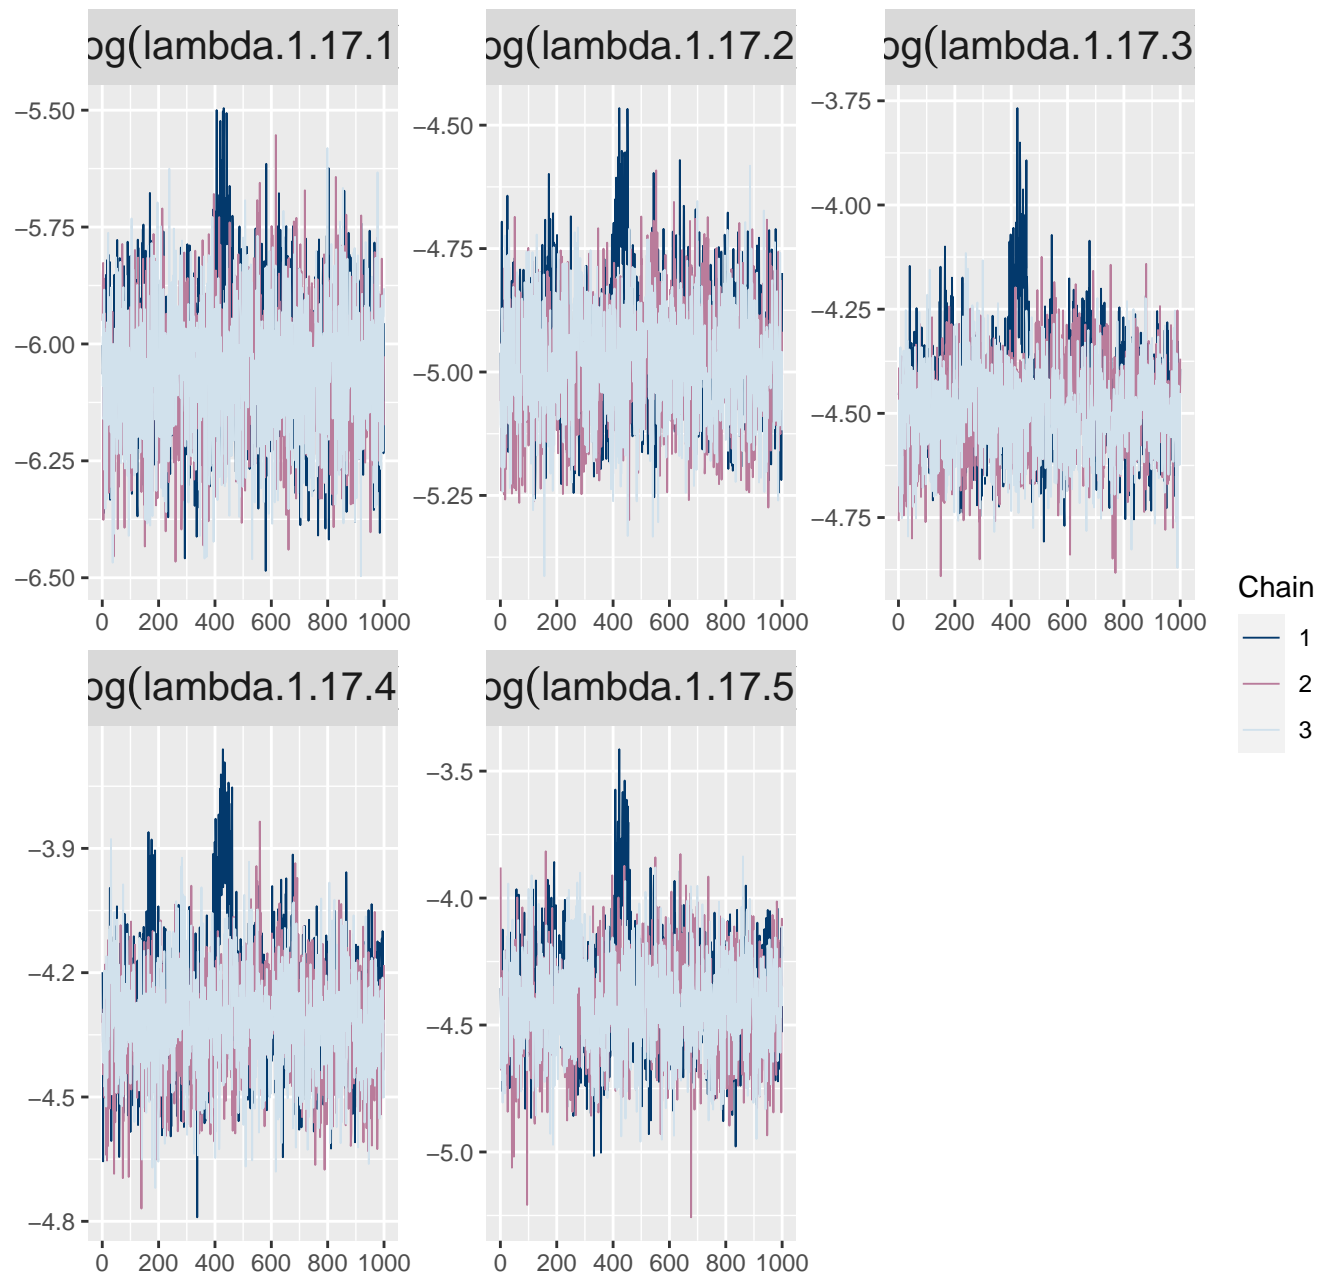 og(lambda.1.17.1
og(lambda.1.17.2
og(lambda.1.17.3
−5.50
−5.75
−6.00
−6.25
−6.50
0 200 400 600 800 1000
−4.50
−4.75
−5.00
−5.25
0 200 400 600 800 1000
−3.75
−4.00
−4.25
−4.50
−4.75
0 200 400 600 800 1000
og(lambda.1.17.4
og(lambda.1.17.5
−3.9
−4.2
−4.5
−4.8
0 200 400 600 800 1000
−3.5
−4.0
−4.5
−5.0
0 200 400 600 800 1000
Chain
1
2
3